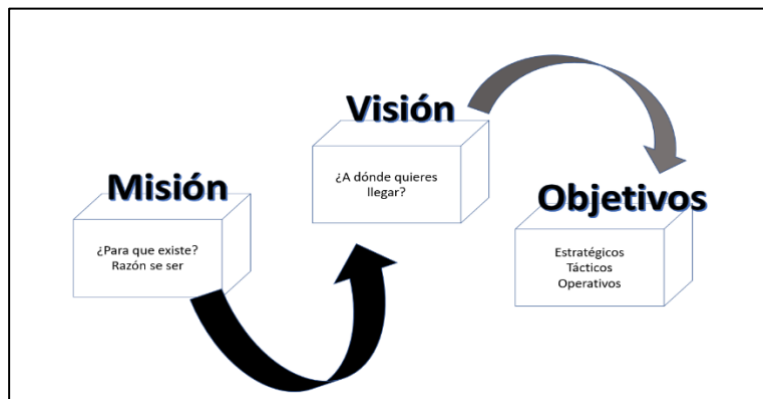 Misión
¿Para que existe?
Razón se ser
Visión
¿A dónde quieres
llegar?
Objetivos
Estratégicos
Tácticos
Operativos